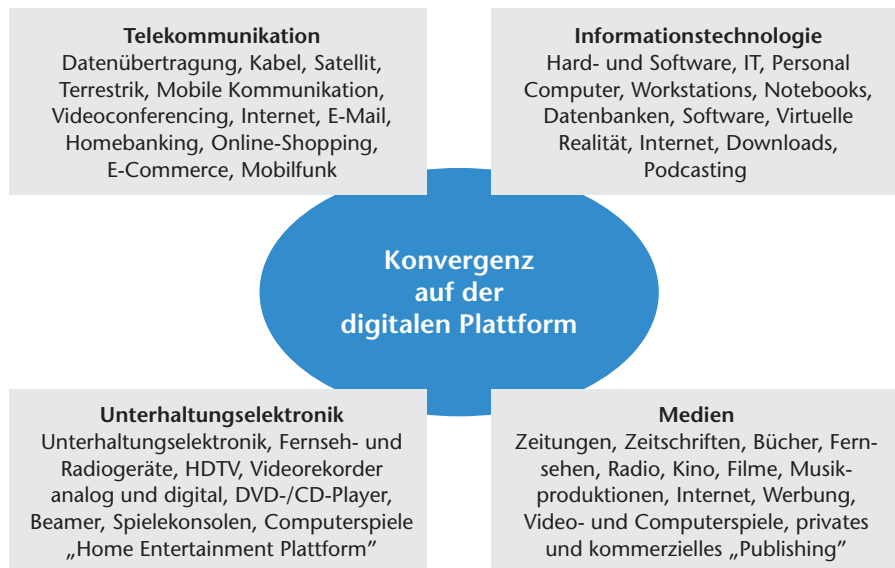 Telekommunikation
Datenübertragung, Kabel, Satellit,
Terrestrik, Mobile Kommunikation,
Videoconferencing, Internet, E-Mail,
Homebanking, Online-Shopping,
E-Commerce, Mobilfunk
Informationstechnologie
Hard- und Software, IT, Personal
Computer, Workstations, Notebooks,
Datenbanken, Software, Virtuelle
Realität, Internet, Downloads,
Podcasting
Konvergenz
auf der
digitalen Plattform
Unterhaltungselektronik
Unterhaltungselektronik, Fernseh- und
Radiogeräte, HDTV, Videorekorder
analog und digital, DVD-/CD-Player,
Beamer, Spielekonsolen, Computerspiele
„Home Entertainment Plattform”
Medien
Zeitungen, Zeitschriften, Bücher, Fern-
sehen, Radio, Kino, Filme, Musik-
produktionen, Internet, Werbung,
Video- und Computerspiele, privates
und kommerzielles „Publishing”